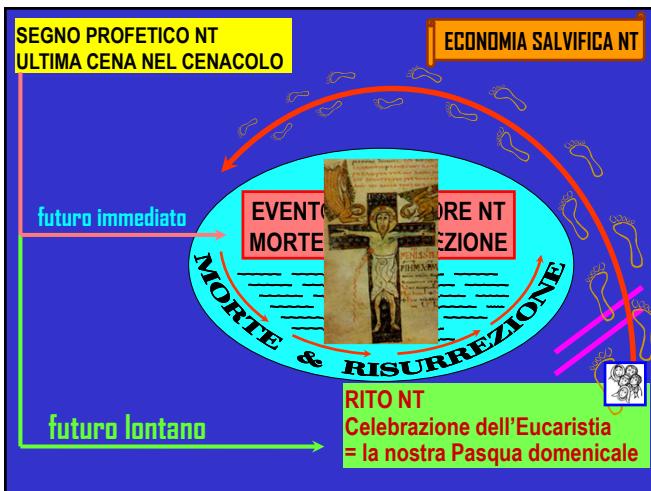 SEGNO PROFETICO NT
ULTIMA CENA NEL CENACOLO
ECONOMIA SALVIFICA NT
futuro immediato
EVENTO ORE NT
MORTE EZIONE
MORTE & RISURREZIONE
RITO NT
Celebrazione dell'Eucaristia
= la nostra Pasqua domenicale
futuro lontano